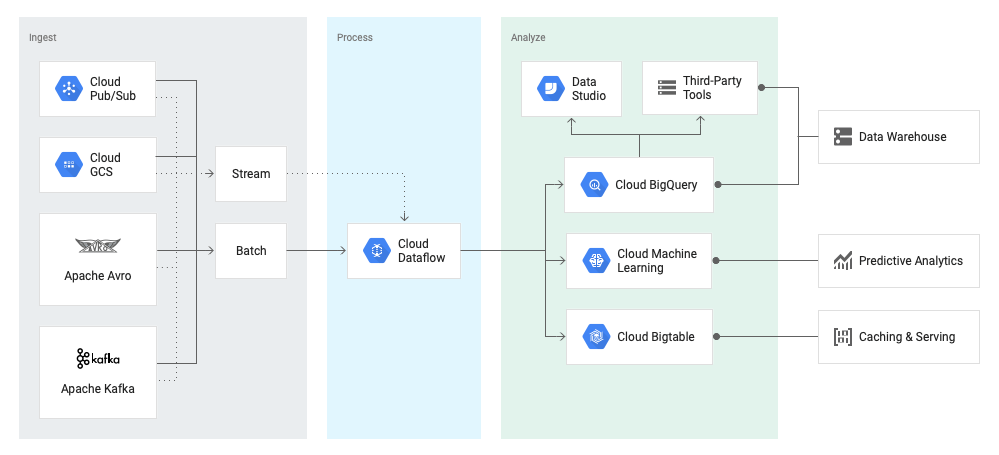 Ingest
Cloud
Pub/Sub
Cloud
GCS
AVRO
Apache Avro
kafka
Apache Kafka
Stream
Batch
Process
Cloud
Dataflow
Analyze
Data
Studio
Third-Party
Tools
Cloud BigQuery
Cloud Machine
Learning
Cloud Bigtable
Data Warehouse
Predictive Analytics
Caching & Serving